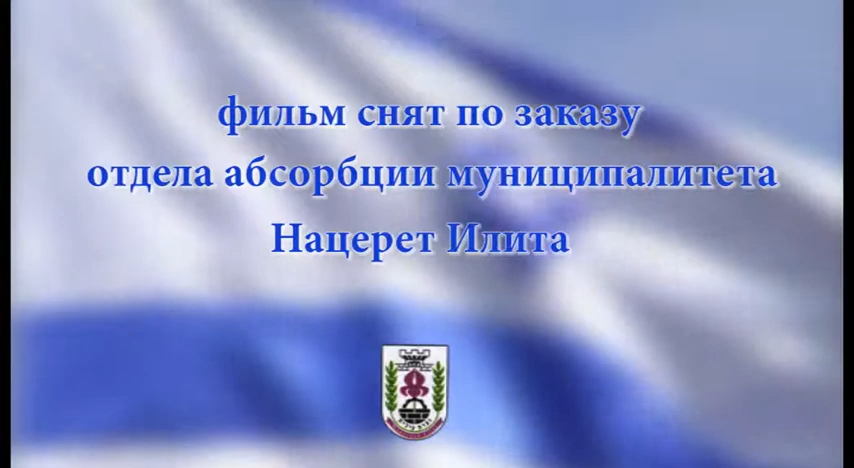 фильм снят по заказу
отдела абсорбции муниципалитета
Нацерет Илита